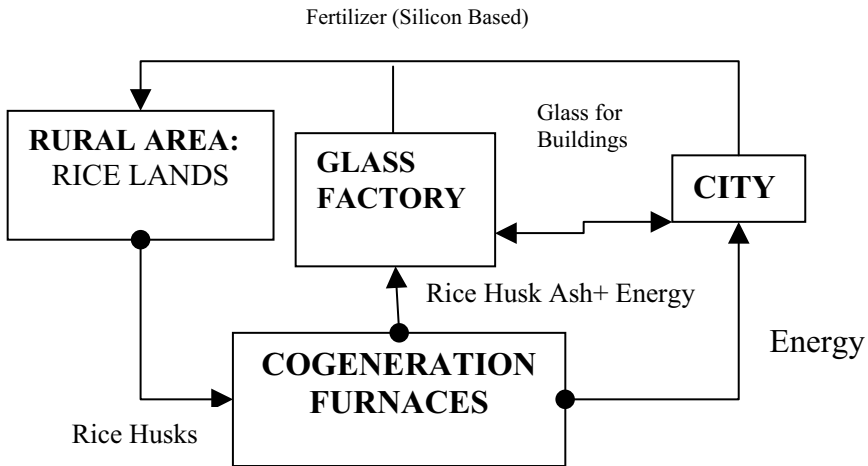 Fertilizer (Silicon Based)
RURAL AREA:
RICE LANDS
GLASS
FACTORY
Glass for
Buildings
CITY
Rice Husk Ash+ Energy
COGENERATION
FURNACES
Energy
Rice Husks